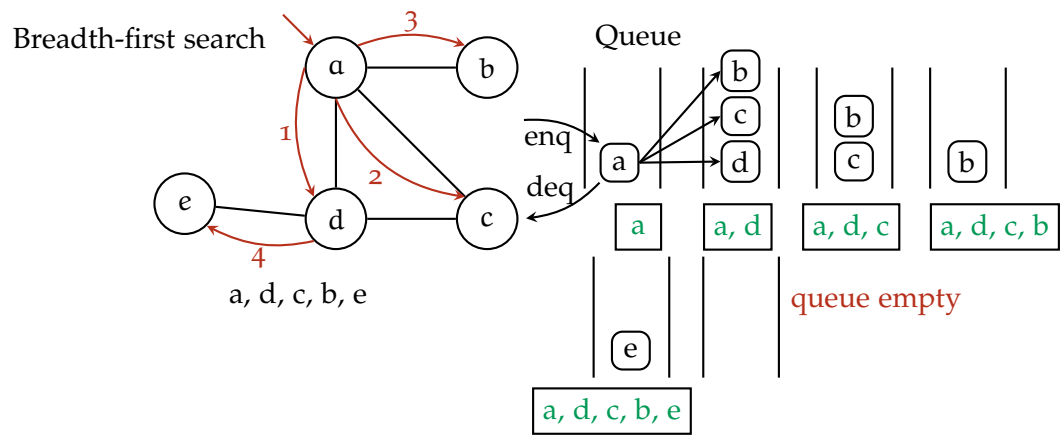 Breadth-first search
3
a
b
1
2
e
d
c
4
a, d, c, b, e
Queue
enq
deq
a
b
c
d
b
c
b
a
a, d
a, d, c
a, d, c, b
e
queue empty
a, d, c, b, e